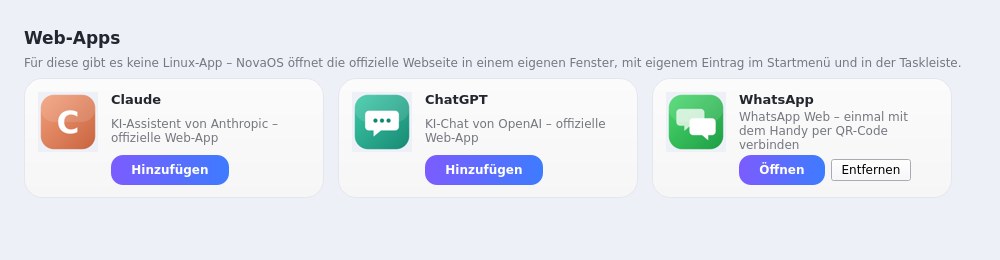 Web-Apps
Für diese gibt es keine Linux-App – NovaOS öffnet die offizielle Webseite in einem eigenen Fenster, mit eigenem Eintrag im Startmenü und in der Taskleiste.
C
Claude
KI-Assistent von Anthropic –
offizielle Web-App
Hinzufügen
ChatGPT
KI-Chat von OpenAI – offizielle
Web-App
Hinzufügen
WhatsApp
WhatsApp Web – einmal mit
dem Handy per QR-Code
verbinden
Öffnen
Entfernen